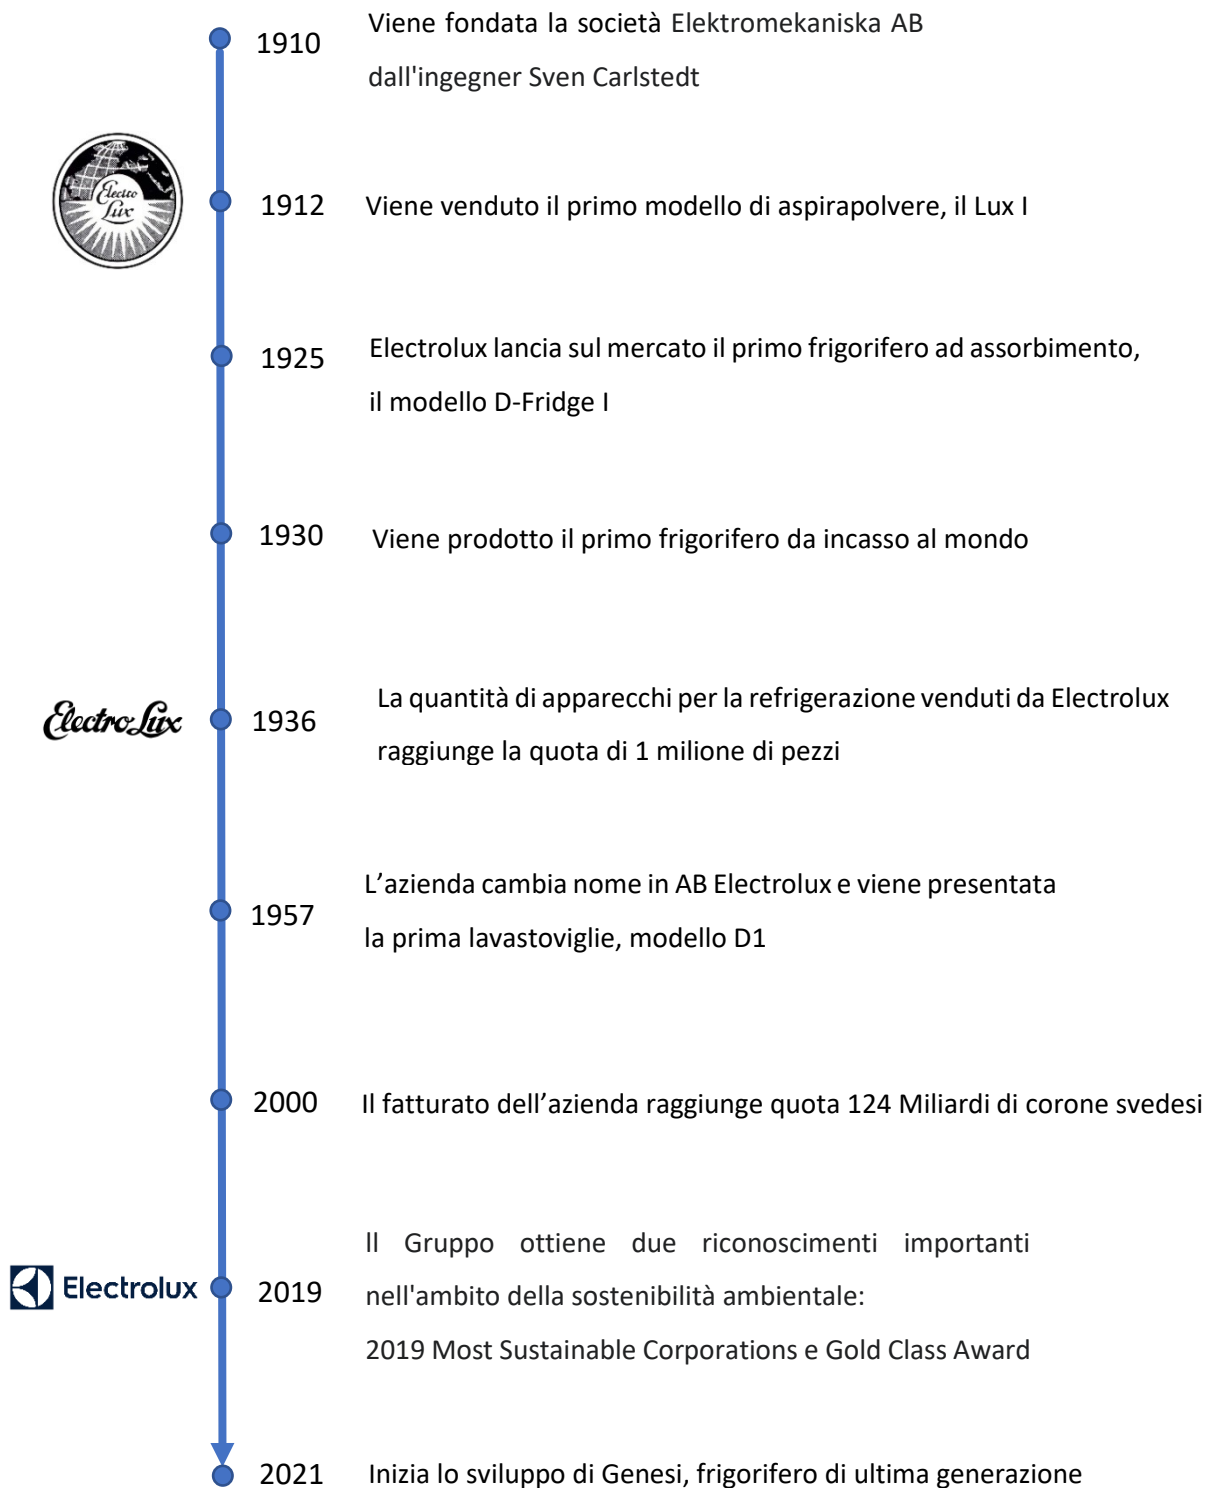 1910
Viene fondata la società Elektromekaniska AB
dall'ingegner Sven Carlstedt
Electro
Lux
1912
Viene venduto il primo modello di aspirapolvere, il Lux I
1925
Electrolux lancia sul mercato il primo frigorifero ad assorbimento,
il modello D-Fridge I
1930
Viene prodotto il primo frigorifero da incasso al mondo
Electro Lux
1936
La quantità di apparecchi per la refrigerazione venduti da Electrolux
raggiunge la quota di 1 milione di pezzi
1957
L’azienda cambia nome in AB Electrolux e viene presentata
la prima lavastoviglie, modello D1
2000
Il fatturato dell’azienda raggiunge quota 124 Miliardi di corone svedesi
Electrolux
2019
Il Gruppo ottiene due riconoscimenti importanti
nell'ambito della sostenibilità ambientale:
2019 Most Sustainable Corporations e Gold Class Award
2021
Inizia lo sviluppo di Genesi, frigorifero di ultima generazione